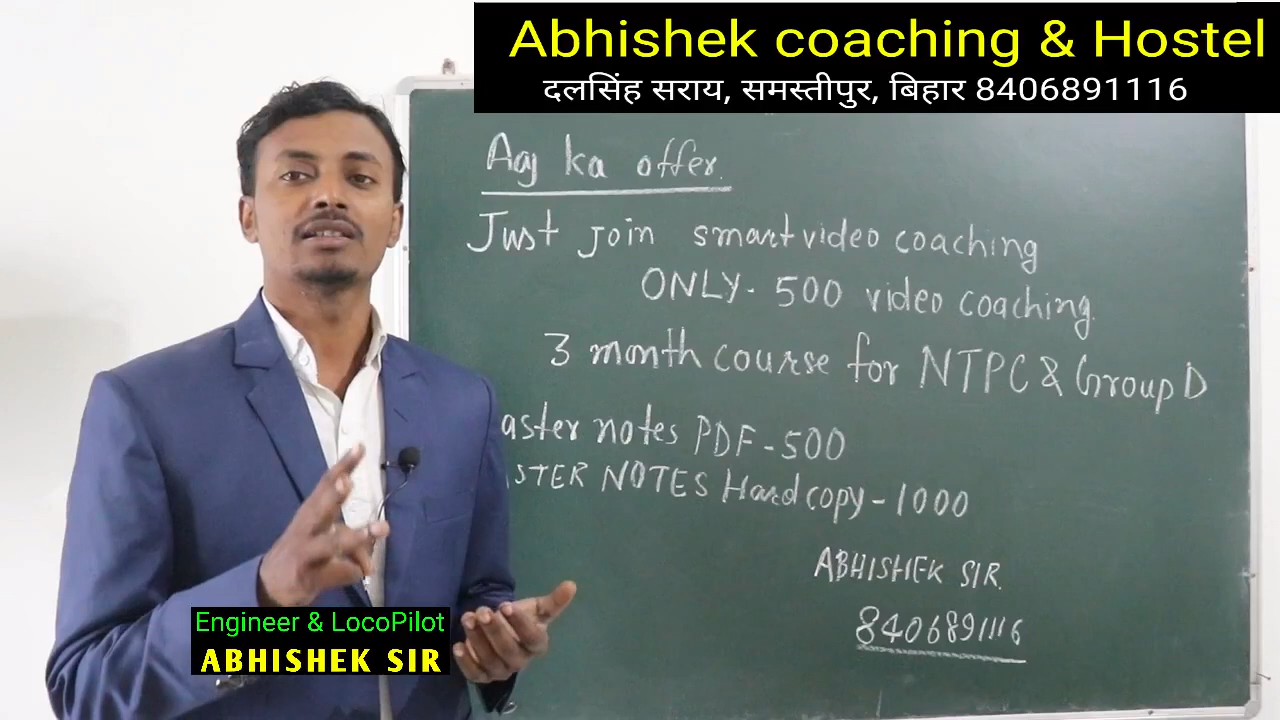 Abhishek coaching & Hostel
दलसिंह सराय, समस्तीपुर, बिहार 8406891116
Aaj ka offer.
Just join smart video coaching
ONLY - 500 video coaching.
3 month course for NTPC & Group D
aster notes PDF - 500
STER NOTES Hard copy - 1000
ABHISHEK SIR.
8406891116
Engineer & LocoPilot
ABHISHEK SIR